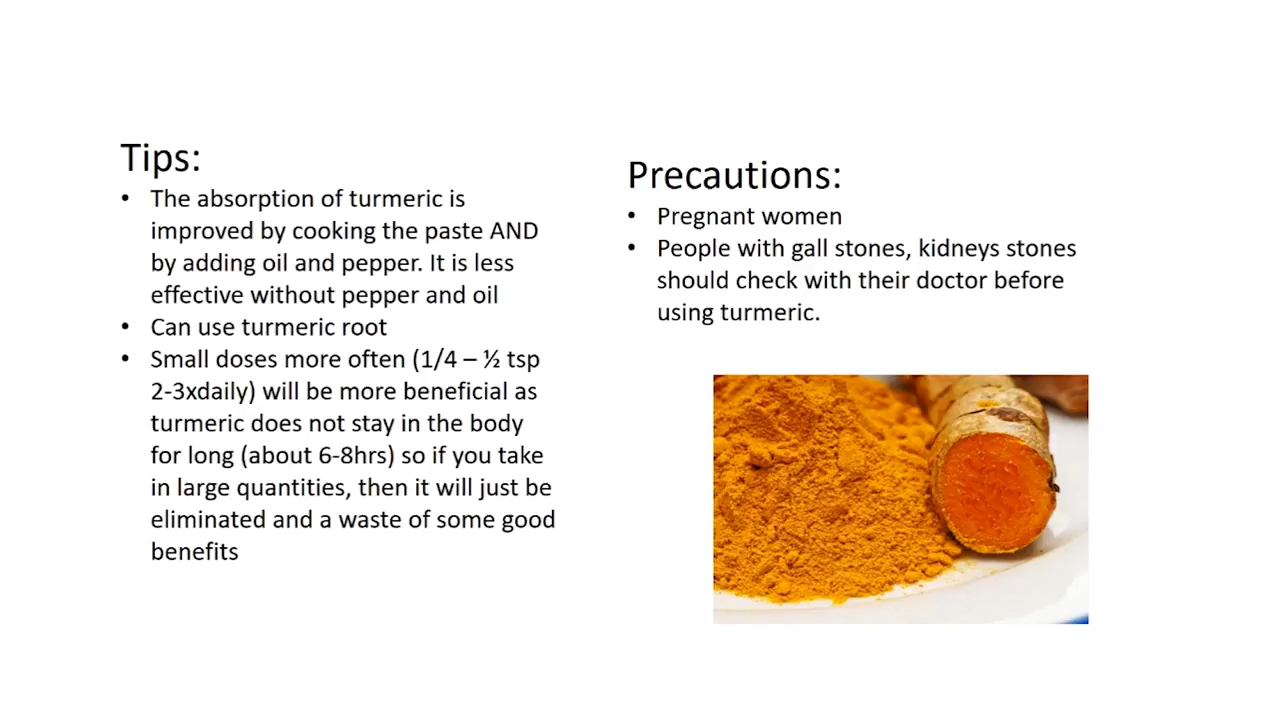 Tips:
• The absorption of turmeric is
improved by cooking the paste AND
by adding oil and pepper. It is less
effective without pepper and oil
• Can use turmeric root
• Small doses more often (1/4 – ½ tsp
2-3xdaily) will be more beneficial as
turmeric does not stay in the body
for long (about 6-8hrs) so if you take
in large quantities, then it will just be
eliminated and a waste of some good
benefits
Precautions:
• Pregnant women
• People with gall stones, kidneys stones
should check with their doctor before
using turmeric.